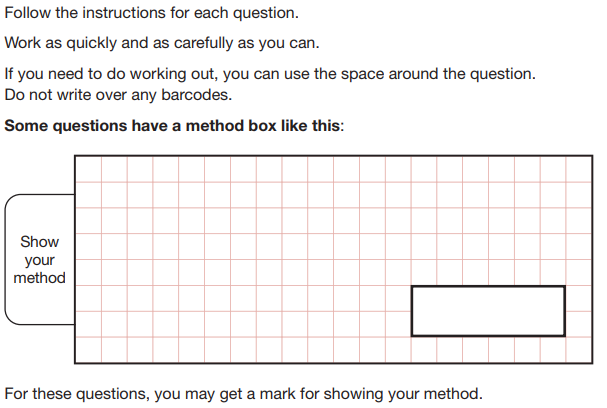 Follow the instructions for each question.
Work as quickly and as carefully as you can.
If you need to do working out, you can use the space around the question.
Do not write over any barcodes.
Some questions have a method box like this:
Show
your
method
For these questions, you may get a mark for showing your method.